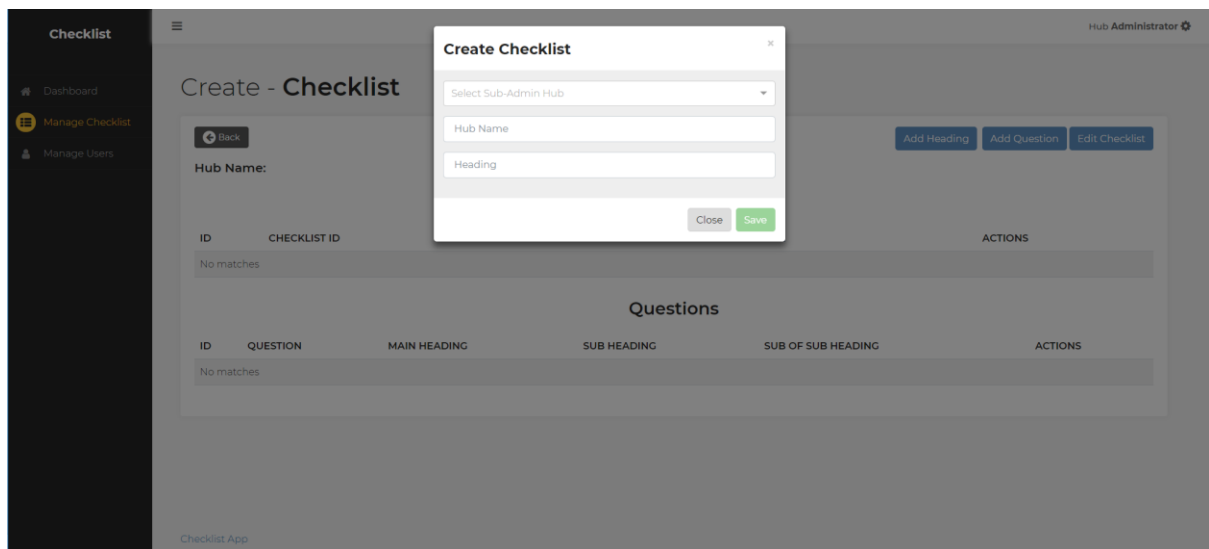 Checklist
Hub Administrator
Dashboard
Manage Checklist
Manage Users
Create - Checklist
Back
Add Heading
Add Question
Edit Checklist
Hub Name:
Create Checklist
×
Select Sub-Admin Hub
Hub Name
Heading
Close
Save
ID CHECKLIST ID ACTIONS
No matches
Questions
ID QUESTION MAIN HEADING SUB HEADING SUB OF SUB HEADING ACTIONS
No matches
Checklist App